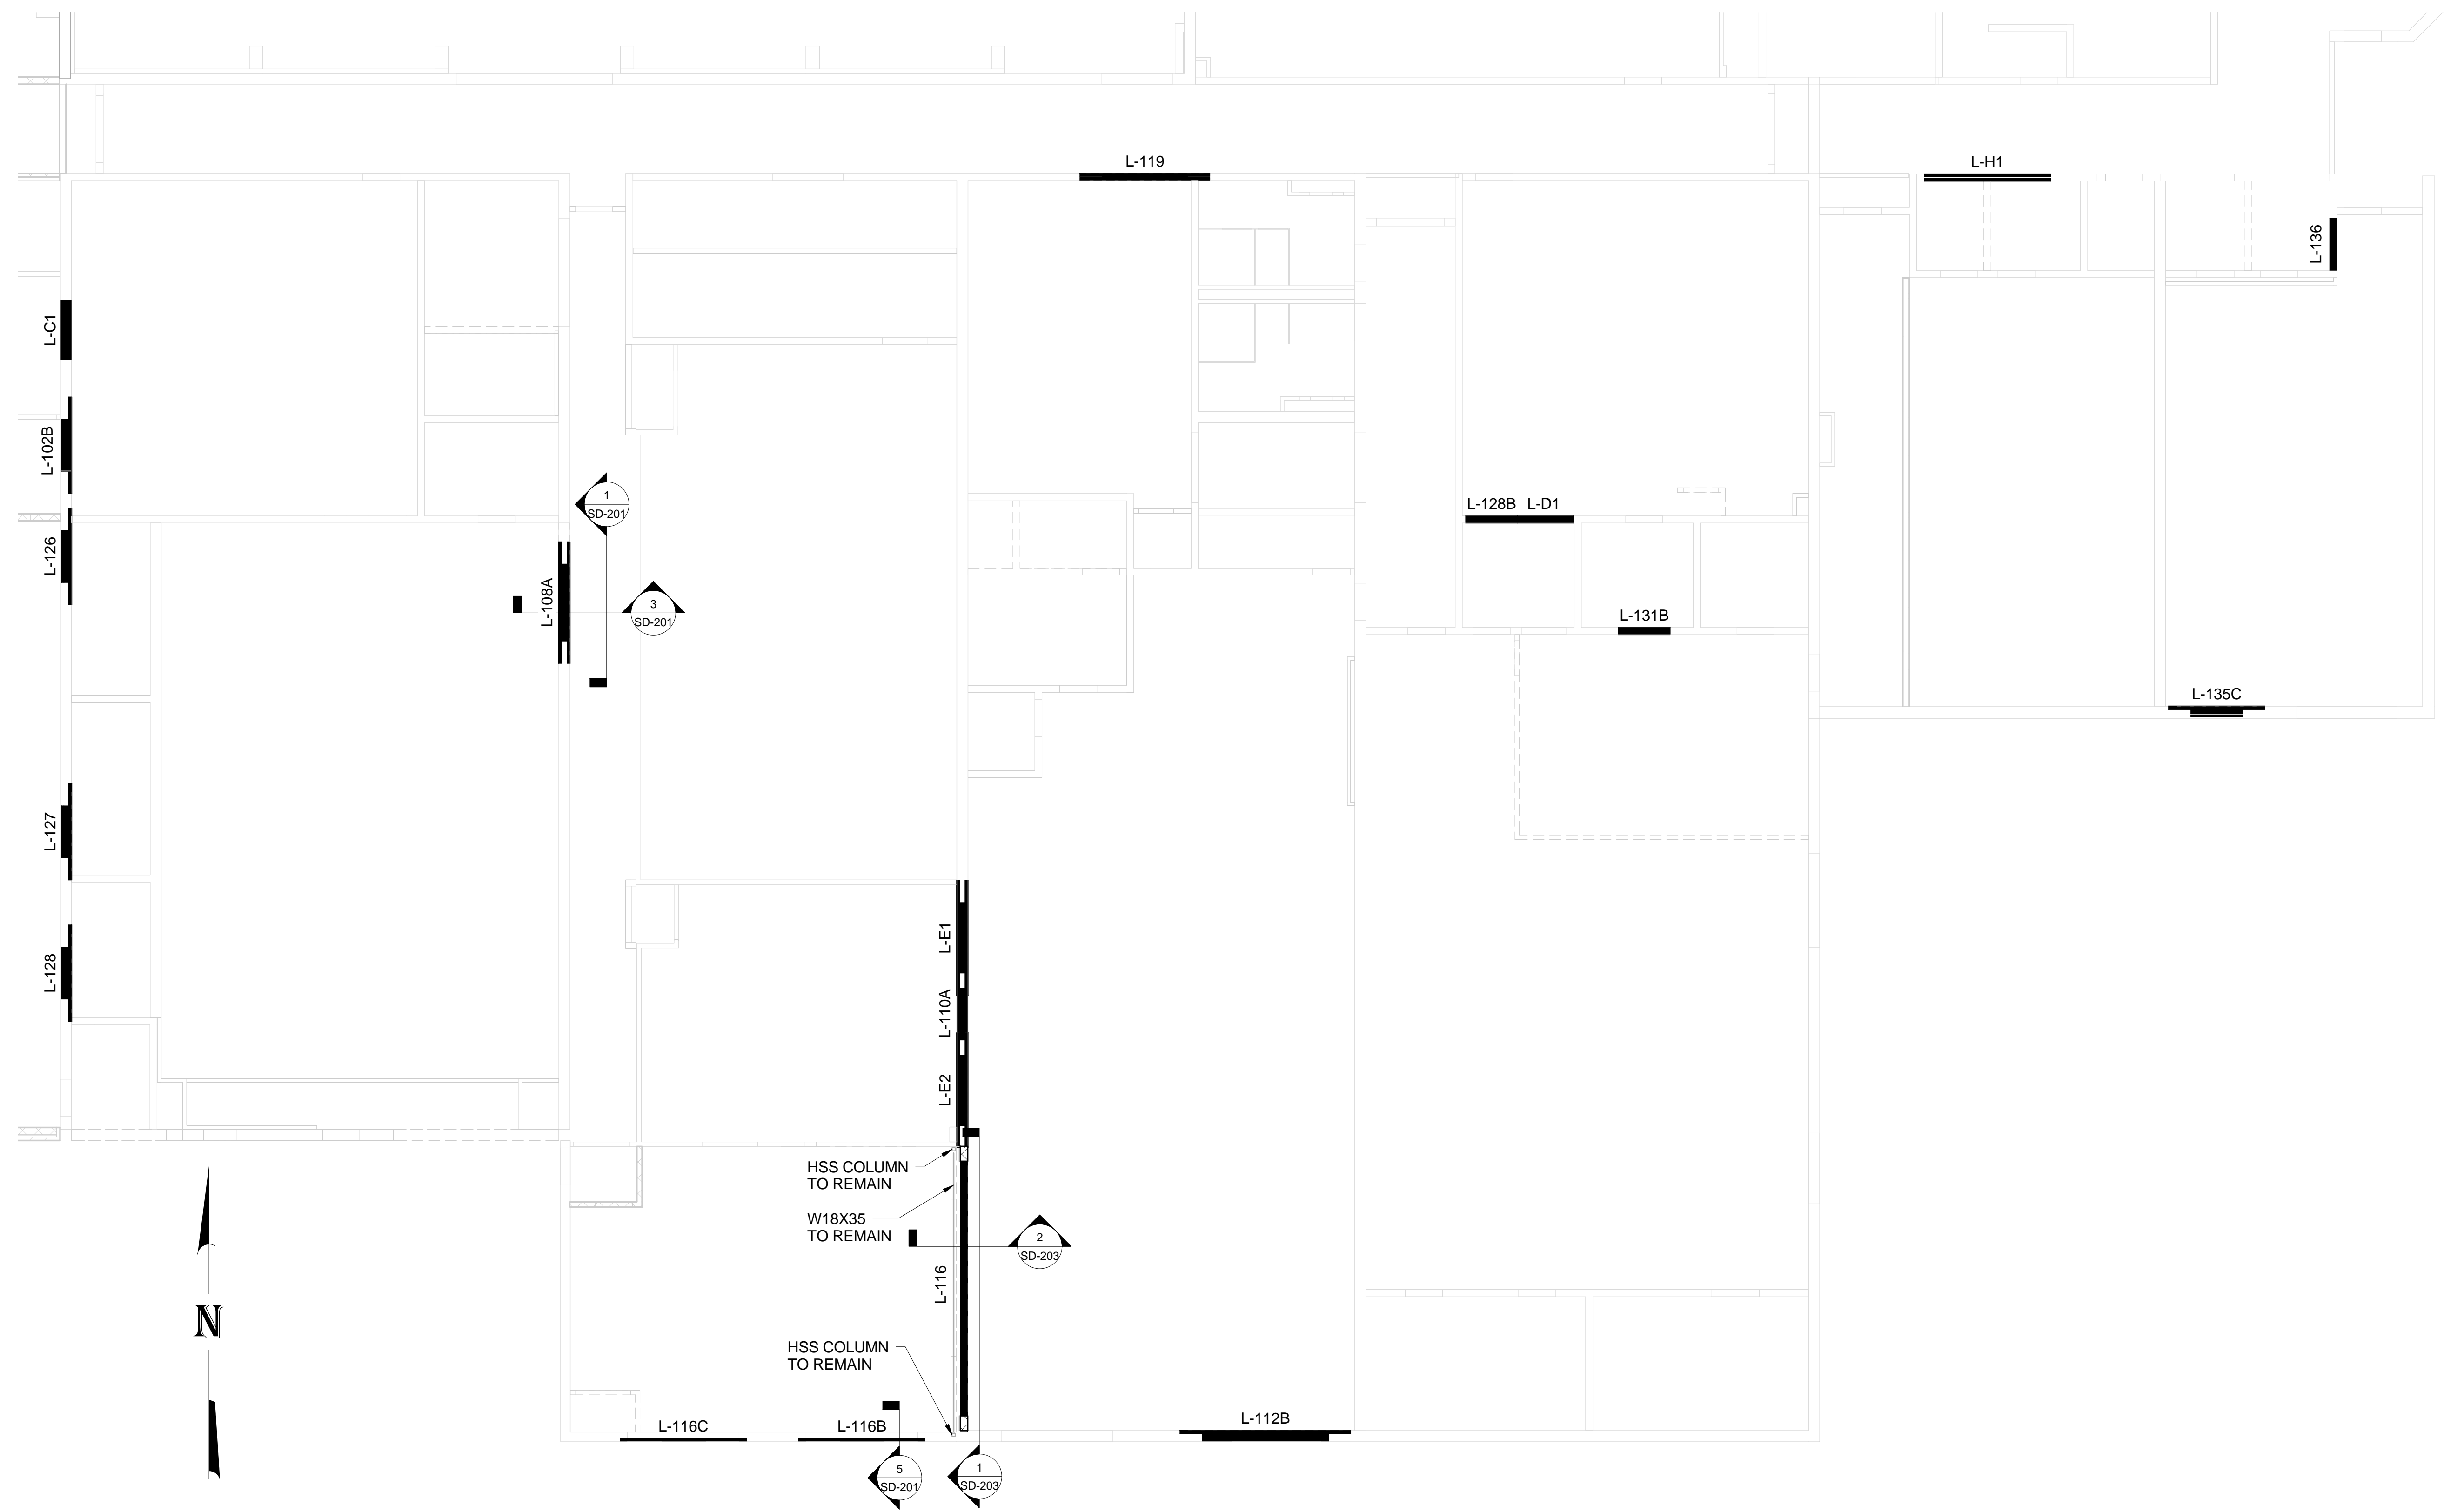 L-119
L-H1
L-136
L-C1
L-102B
1
SD-201
L-128B L-D1
L-126
L-108A
3
SD-201
L-131B
L-135C
L-127
L-E1
L-128
L-110A
L-E2
HSS COLUMN
TO REMAIN
W18X35
TO REMAIN
2
SD-203
L-116
N
HSS COLUMN
TO REMAIN
L-116C
L-116B
L-112B
5
SD-201
1
SD-203